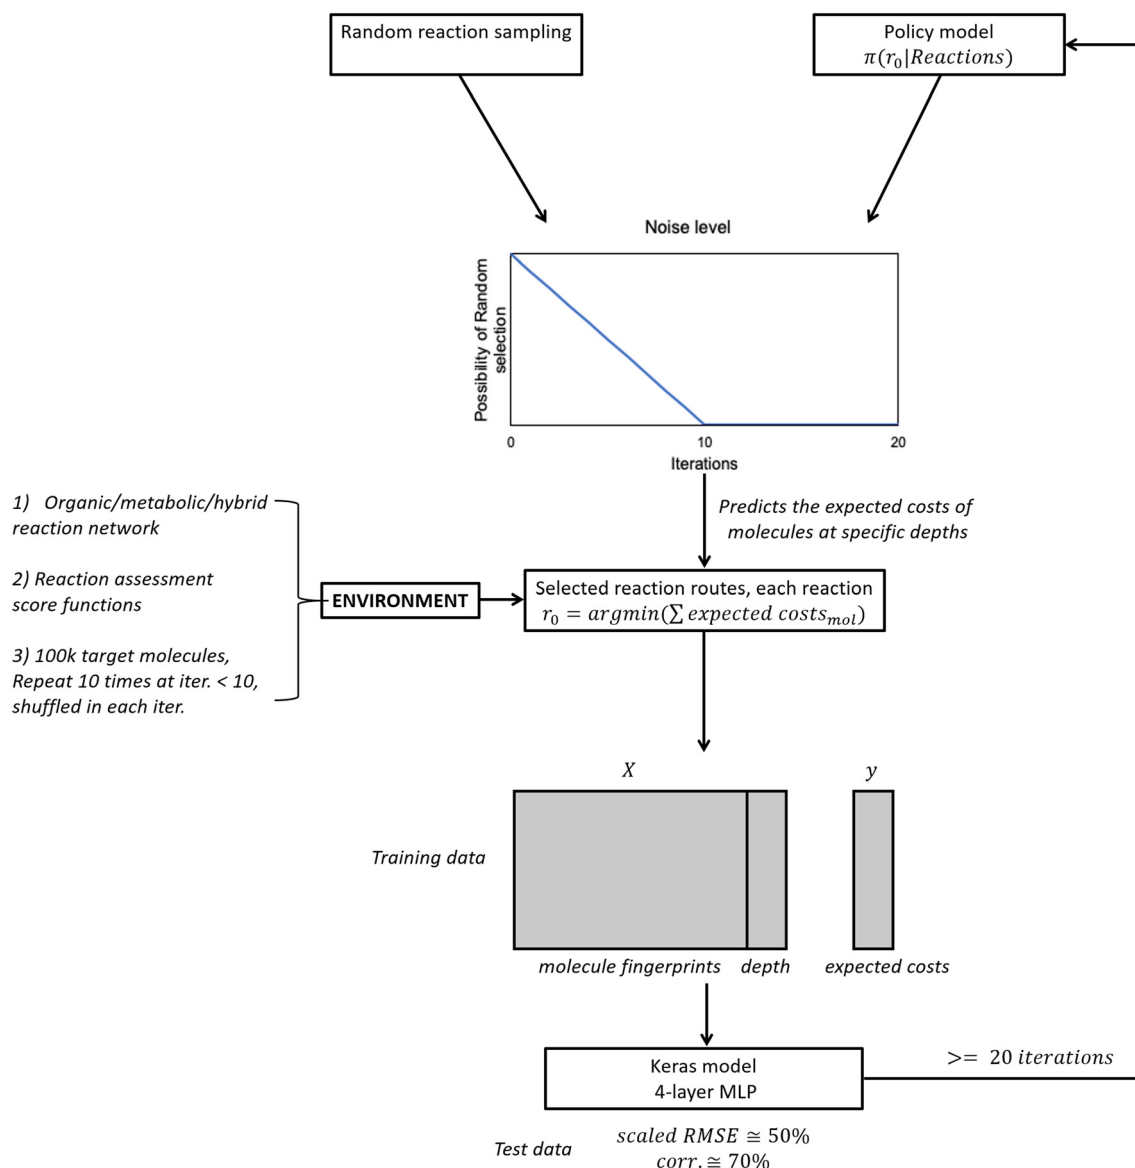 Random reaction sampling
Policy model
π(r₀|Reactions)
Noise level
Possibility of Random
selection
0
10
20
Iterations
Predicts the expected costs of
molecules at specific depths
1) Organic/metabolic/hybrid
reaction network
2) Reaction assessment
score functions
3) 100k target molecules,
Repeat 10 times at iter. < 10,
shuffled in each iter.
ENVIRONMENT
Selected reaction routes, each reaction
r₀ = argmin(∑ expected costsₘₒₗ)
X
y
Training data
molecule fingerprints
depth
expected costs
Keras model
4-layer MLP
>= 20 iterations
Test data
scaled RMSE ≅ 50%
corr. ≅ 70%